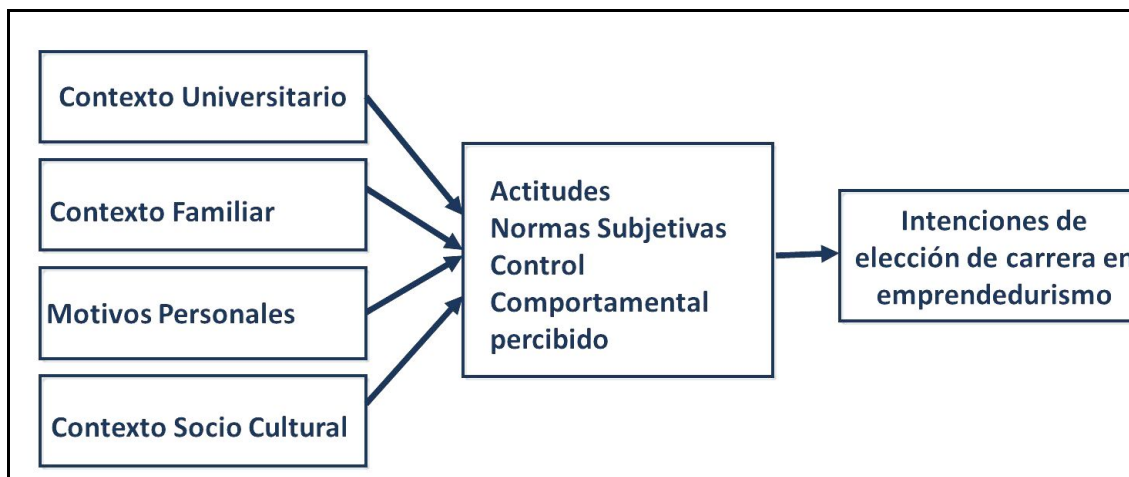 Contexto Universitario
Contexto Familiar
Motivos Personales
Contexto Socio Cultural
Actitudes
Normas Subjetivas
Control
Comportamental
percibido
Intenciones de
elección de carrera en
emprendedurismo